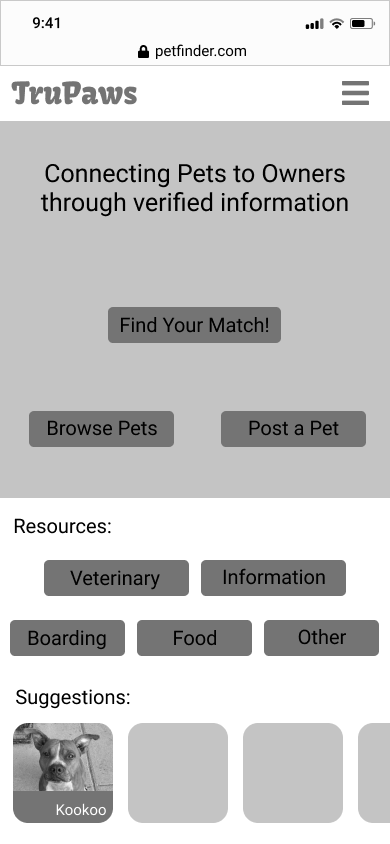 9:41
petfinder.com
TruPaws
Connecting Pets to Owners
through verified information
Find Your Match!
Browse Pets
Post a Pet
Resources:
Veterinary
Information
Boarding
Food
Other
Suggestions:
Kookoo